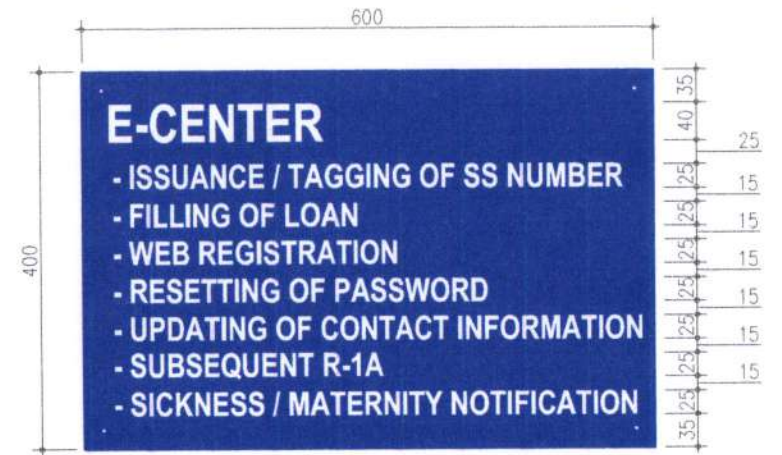 600
400
E-CENTER
- ISSUANCE / TAGGING OF SS NUMBER
- FILLING OF LOAN
- WEB REGISTRATION
- RESETTING OF PASSWORD
- UPDATING OF CONTACT INFORMATION
- SUBSEQUENT R-1A
- SICKNESS / MATERNITY NOTIFICATION
35
40
25
25
15
25
15
25
15
25
15
25
15
25
15
25
35